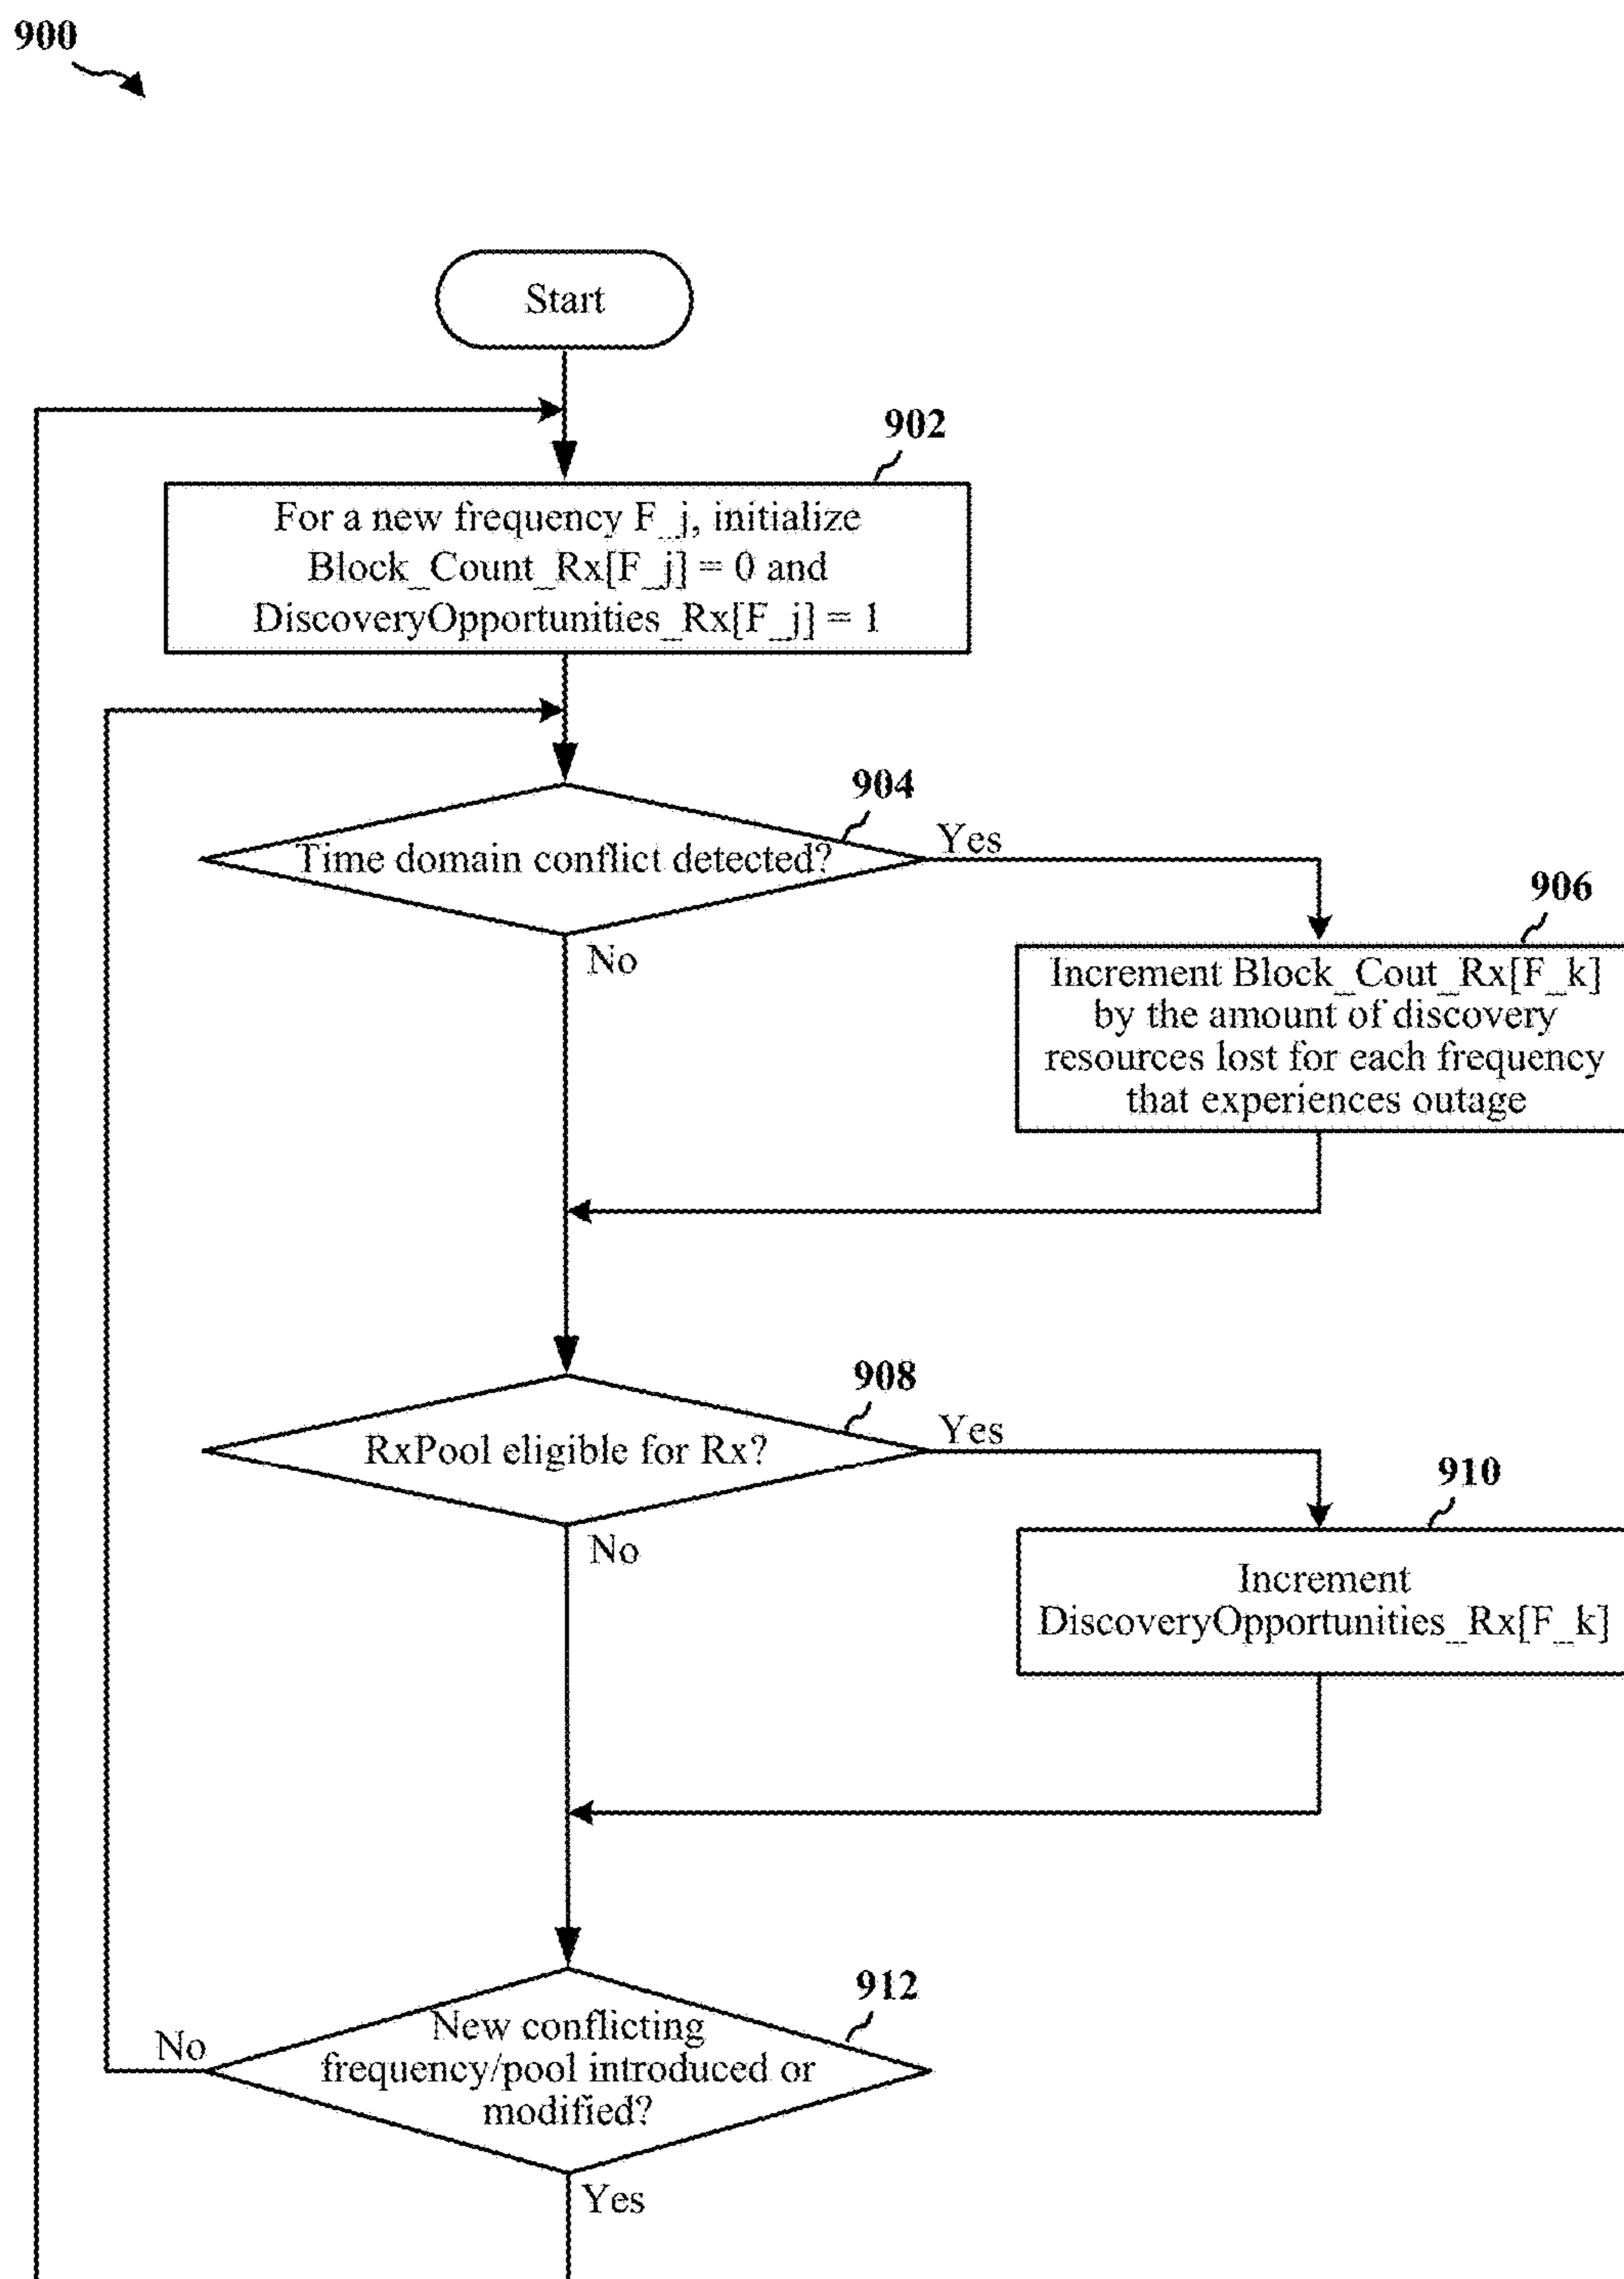 900
Start
902
For a new frequency F_j, initialize
Block_Count_Rx[F_j] = 0 and
DiscoveryOpportunities_Rx[F_j] = 1
904
Time domain conflict detected?
Yes
No
906
Increment Block_Cout_Rx[F_k]
by the amount of discovery
resources lost for each frequency
that experiences outage
908
RxPool eligible for Rx?
Yes
No
910
Increment
DiscoveryOpportunities_Rx[F_k]
912
New conflicting
frequency/pool introduced or
modified?
No
Yes